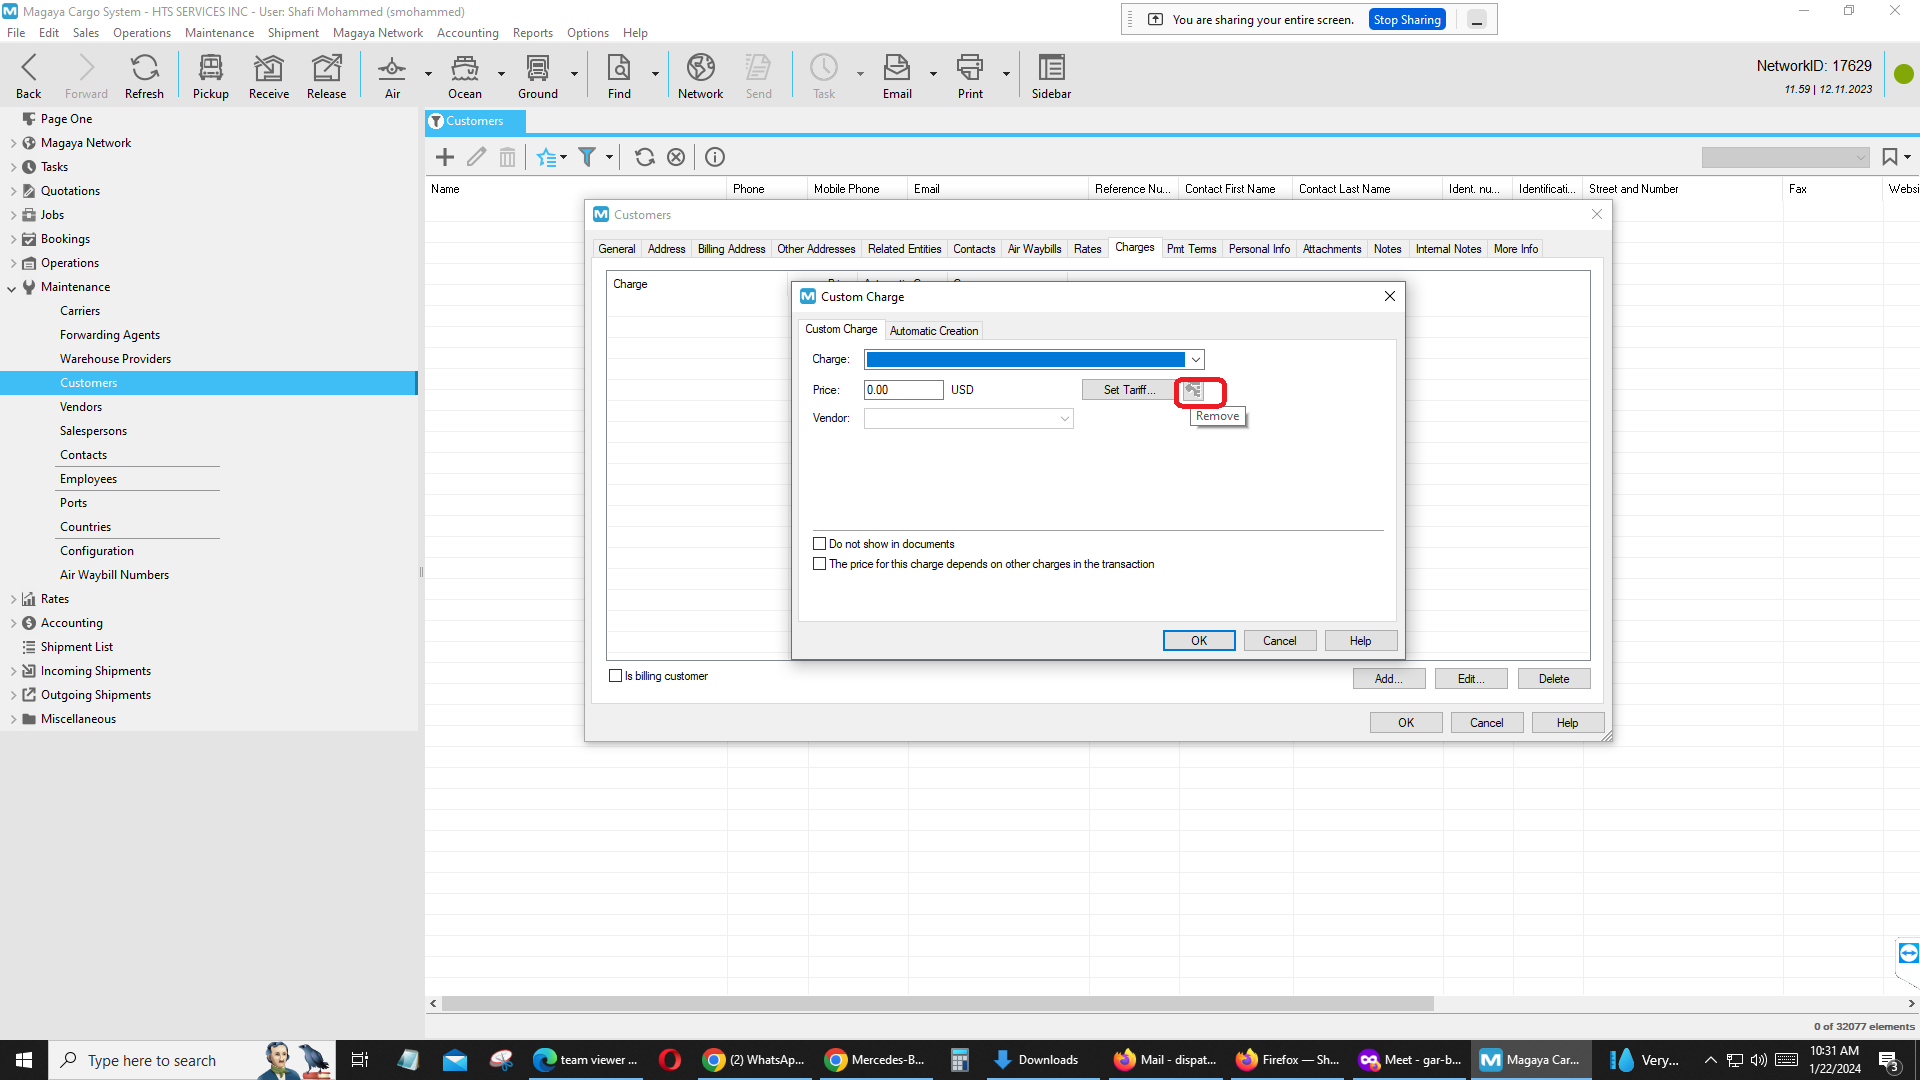 Magaya Cargo System - HTS SERVICES INC - User: Shafi Mohammed (smohammed)
You are sharing your entire screen.
Stop Sharing
File Edit Sales Operations Maintenance Shipment Magaya Network Accounting Reports Options Help
NetworkID: 17629
11.59 | 12.11.2023
Back Forward Refresh Pickup Receive Release Air Ocean Ground Find Network Send Task Email Print Sidebar
Page One
Magaya Network
Tasks
Quotations
Jobs
Bookings
Operations
Maintenance
Carriers
Forwarding Agents
Warehouse Providers
Customers
Vendors
Salespersons
Contacts
Employees
Ports
Countries
Configuration
Air Waybill Numbers
Rates
Accounting
Shipment List
Incoming Shipments
Outgoing Shipments
Miscellaneous
Customers
Name Phone Mobile Phone Email Reference Nu... Contact First Name Contact Last Name Ident. nu... Identificati... Street and Number Fax Websi
Customers
General Address Billing Address Other Addresses Related Entities Contacts Air Waybills Rates Charges Pmt Terms Personal Info Attachments Notes Internal Notes More Info
Charge
Custom Charge
Custom Charge Automatic Creation
Charge:
Price: 0.00 USD Set Tariff...
Remove
Vendor:
Do not show in documents
The price for this charge depends on other charges in the transaction
OK Cancel Help
Is billing customer
Add... Edit... Delete
OK Cancel Help
0 of 32077 elements
Type here to search
team viewer ...
(2) WhatsAp...
Mercedes-B...
Downloads
Mail - dispat...
Firefox — Sh...
Meet - gar-b...
Magaya Car...
Very...
10:31 AM
1/22/2024
3